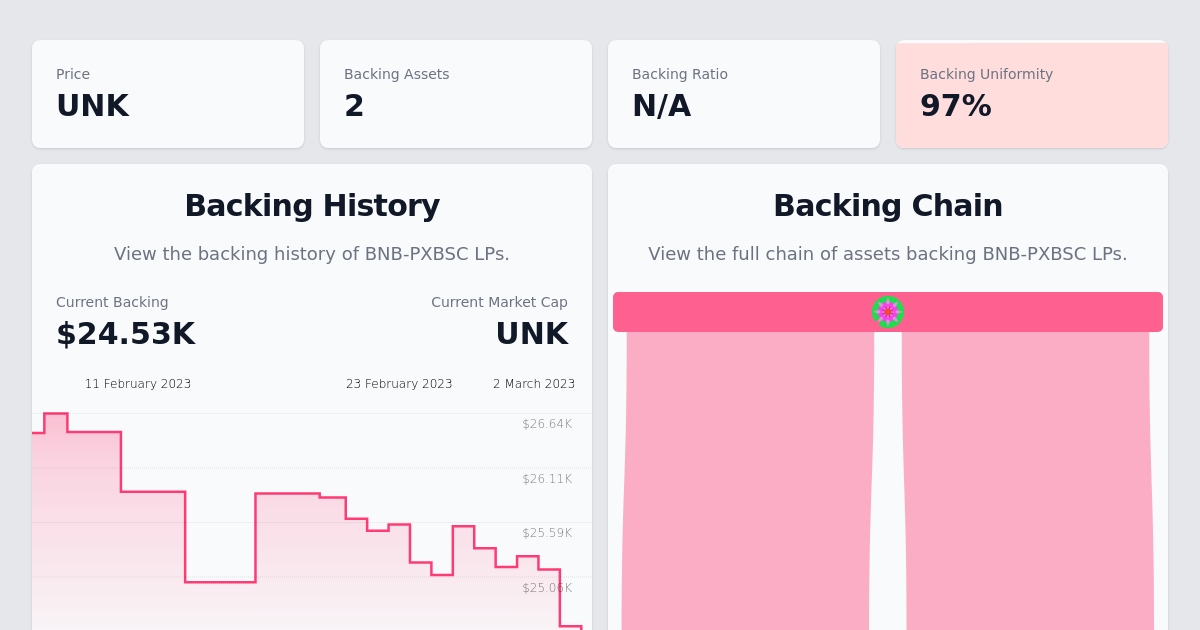 Price
UNK
Backing Assets
2
Backing Ratio
N/A
Backing Uniformity
97%
Backing History
View the backing history of BNB-PXBSC LPs.
Current Backing
$24.53K
Current Market Cap
UNK
11 February 2023
23 February 2023
2 March 2023
$26.64K
$26.11K
$25.59K
$25.06K
Backing Chain
View the full chain of assets backing BNB-PXBSC LPs.